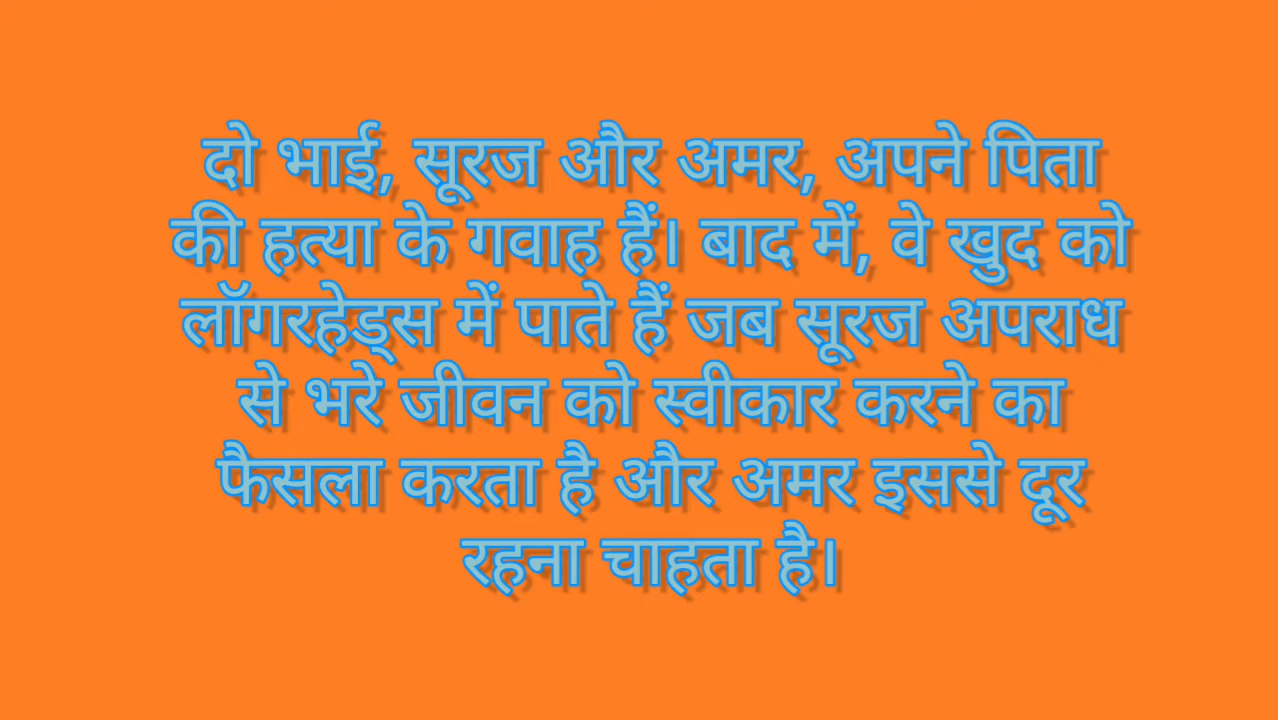 दो भाई, सूरज और अमर, अपने पिता
की हत्या के गवाह हैं। बाद में, वे खुद को
लॉगरहेड्स में पाते हैं जब सूरज अपराध
से भरे जीवन को स्वीकार करने का
फैसला करता है और अमर इससे दूर
रहना चाहता है।